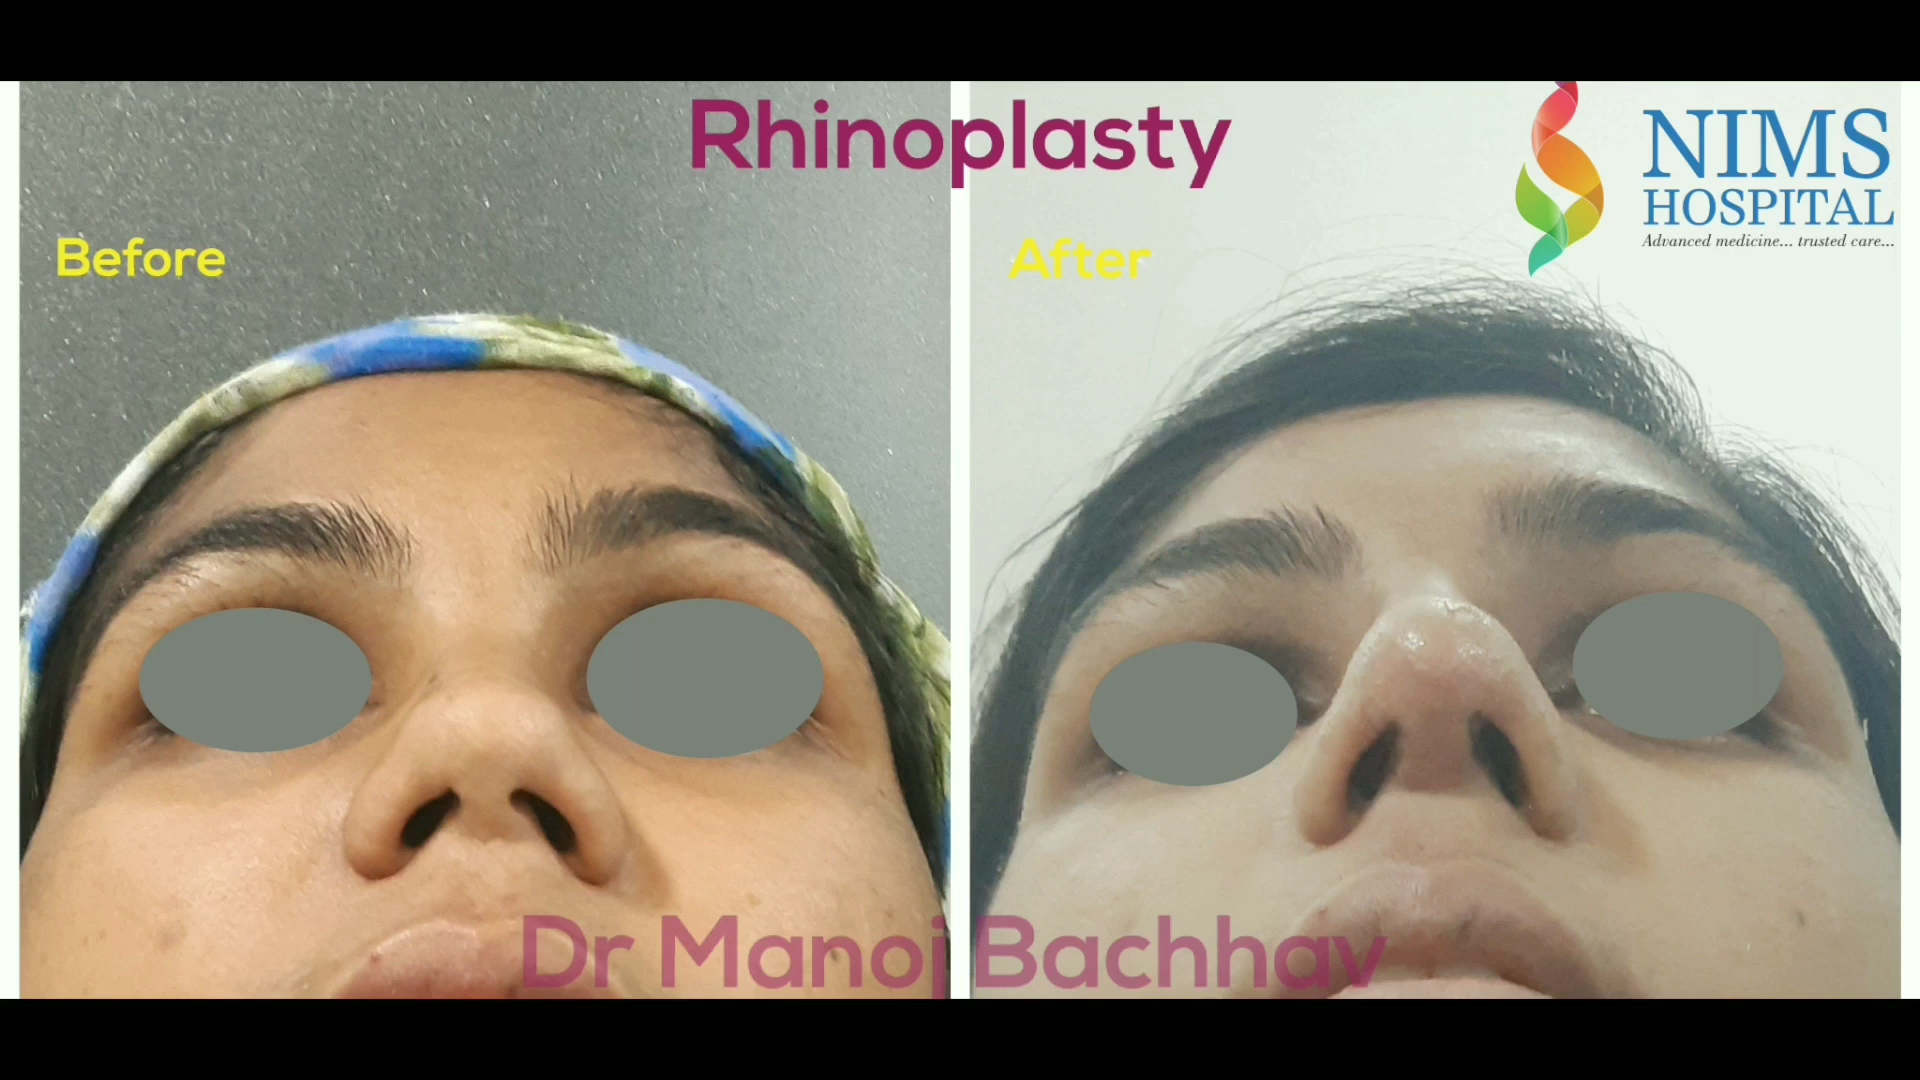 Rhinoplasty
NIMS
HOSPITAL
Advanced medicine... trusted care...
Before
After
Dr Manoj Bachhav